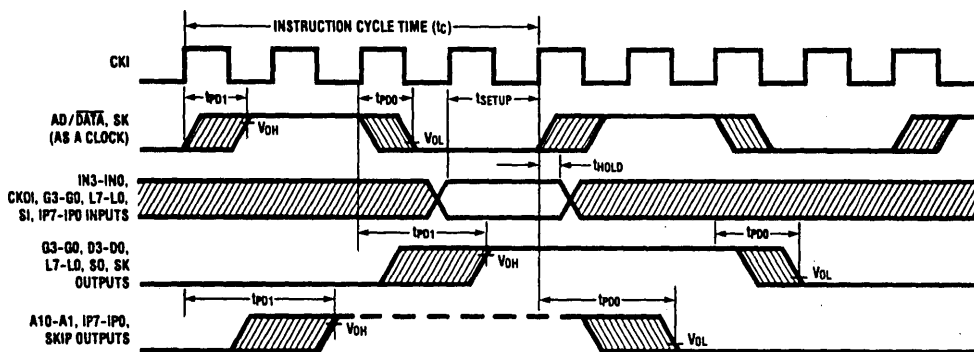 INSTRUCTION CYCLE TIME (tC)
CKI
tPD1
tPD0
tSETUP
AD/DATA, SK
(AS A CLOCK)
VOH
VOL
tHOLD
IN3-IN0,
CKOI, G3-G0, L7-L0,
SI, IP7-IP0 INPUTS
tPD1
tPD0
G3-G0, D3-D0,
L7-L0, SO, SK
OUTPUTS
VOH
VOL
tPD1
tPD0
A10-A1, IP7-IP0,
SKIP OUTPUTS
VOH
VOL